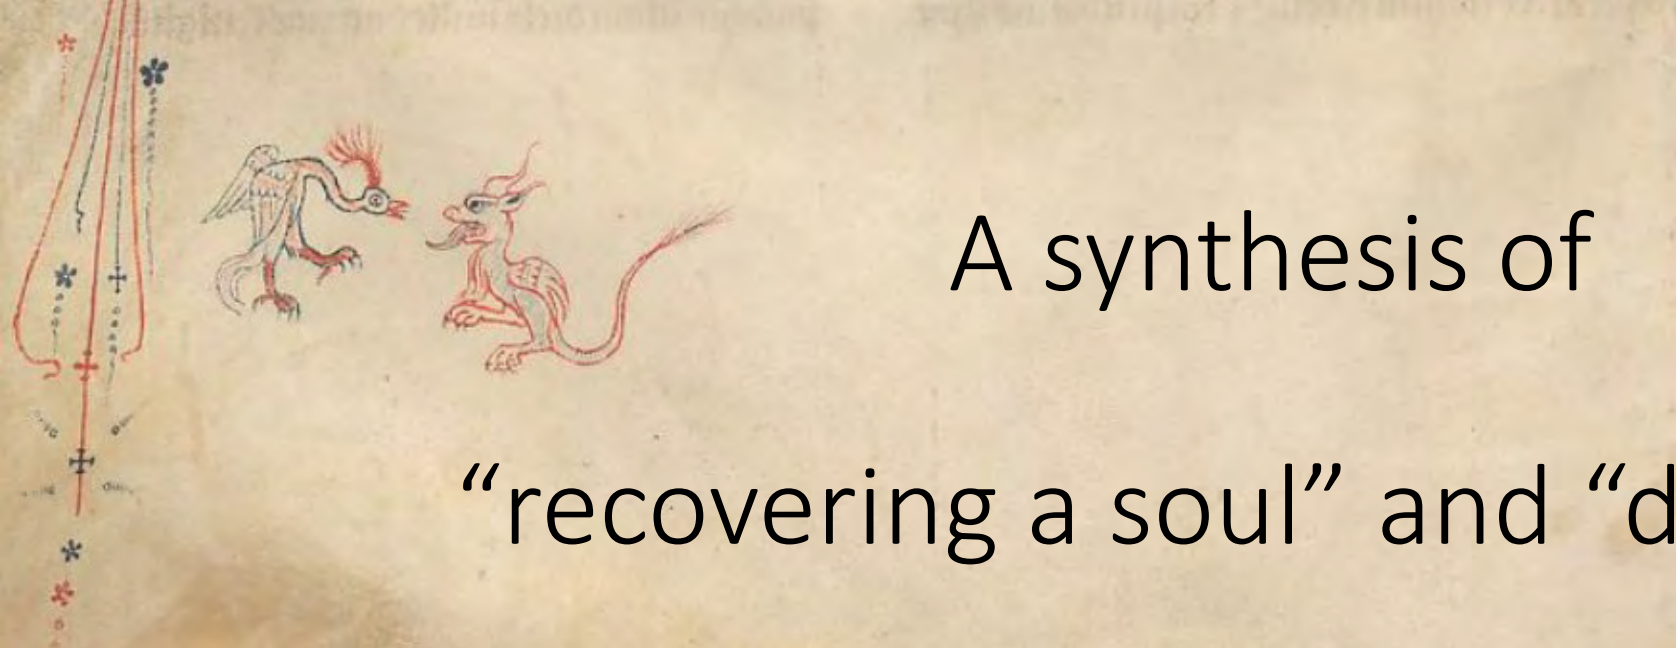 A synthesis of
“recovering a soul” and “d